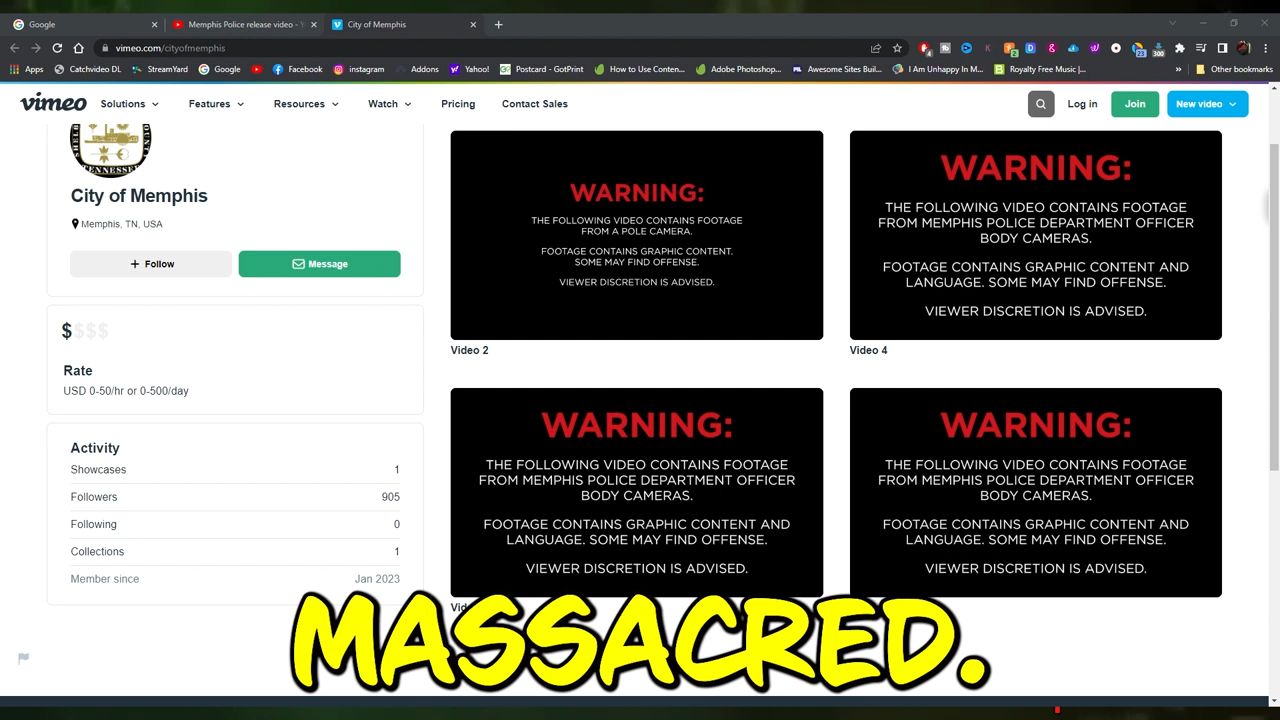 Google
Memphis Police release video - Y
City of Memphis
vimeo.com/cityofmemphis
Apps
Catchvideo DL
StreamYard
Google
Facebook
instagram
Addons
Yahoo!
Postcard - GotPrint
How to Use Conten...
Adobe Photoshop...
Awesome Sites Buil...
I Am Unhappy In M...
Royalty Free Music |...
»
Other bookmarks
vimeo
Solutions
Features
Resources
Watch
Pricing
Contact Sales
Log in
Join
New video
TENNESSEE
City of Memphis
Memphis, TN, USA
+ Follow
Message
$$$$
Rate
USD 0-50/hr or 0-500/day
Activity
Showcases 1
Followers 905
Following 0
Collections 1
Member since Jan 2023
WARNING:
THE FOLLOWING VIDEO CONTAINS FOOTAGE
FROM A POLE CAMERA.
FOOTAGE CONTAINS GRAPHIC CONTENT.
SOME MAY FIND OFFENSE.
VIEWER DISCRETION IS ADVISED.
Video 2
WARNING:
THE FOLLOWING VIDEO CONTAINS FOOTAGE
FROM MEMPHIS POLICE DEPARTMENT OFFICER
BODY CAMERAS.
FOOTAGE CONTAINS GRAPHIC CONTENT AND
LANGUAGE. SOME MAY FIND OFFENSE.
VIEWER DISCRETION IS ADVISED.
Video 4
WARNING:
THE FOLLOWING VIDEO CONTAINS FOOTAGE
FROM MEMPHIS POLICE DEPARTMENT OFFICER
BODY CAMERAS.
FOOTAGE CONTAINS GRAPHIC CONTENT AND
LANGUAGE. SOME MAY FIND OFFENSE.
VIEWER DISCRETION IS ADVISED.
WARNING:
THE FOLLOWING VIDEO CONTAINS FOOTAGE
FROM MEMPHIS POLICE DEPARTMENT OFFICER
BODY CAMERAS.
FOOTAGE CONTAINS GRAPHIC CONTENT AND
LANGUAGE. SOME MAY FIND OFFENSE.
VIEWER DISCRETION IS ADVISED.
MASSACRED.